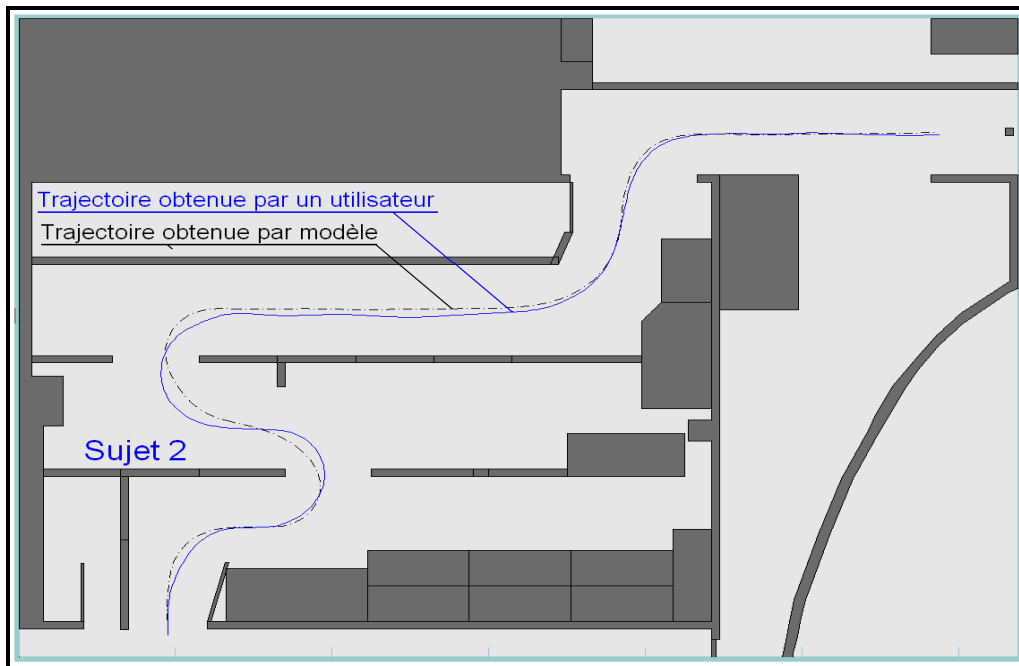 Trajectoire obtenue par un utilisateur
Trajectoire obtenue par modèle
Sujet 2